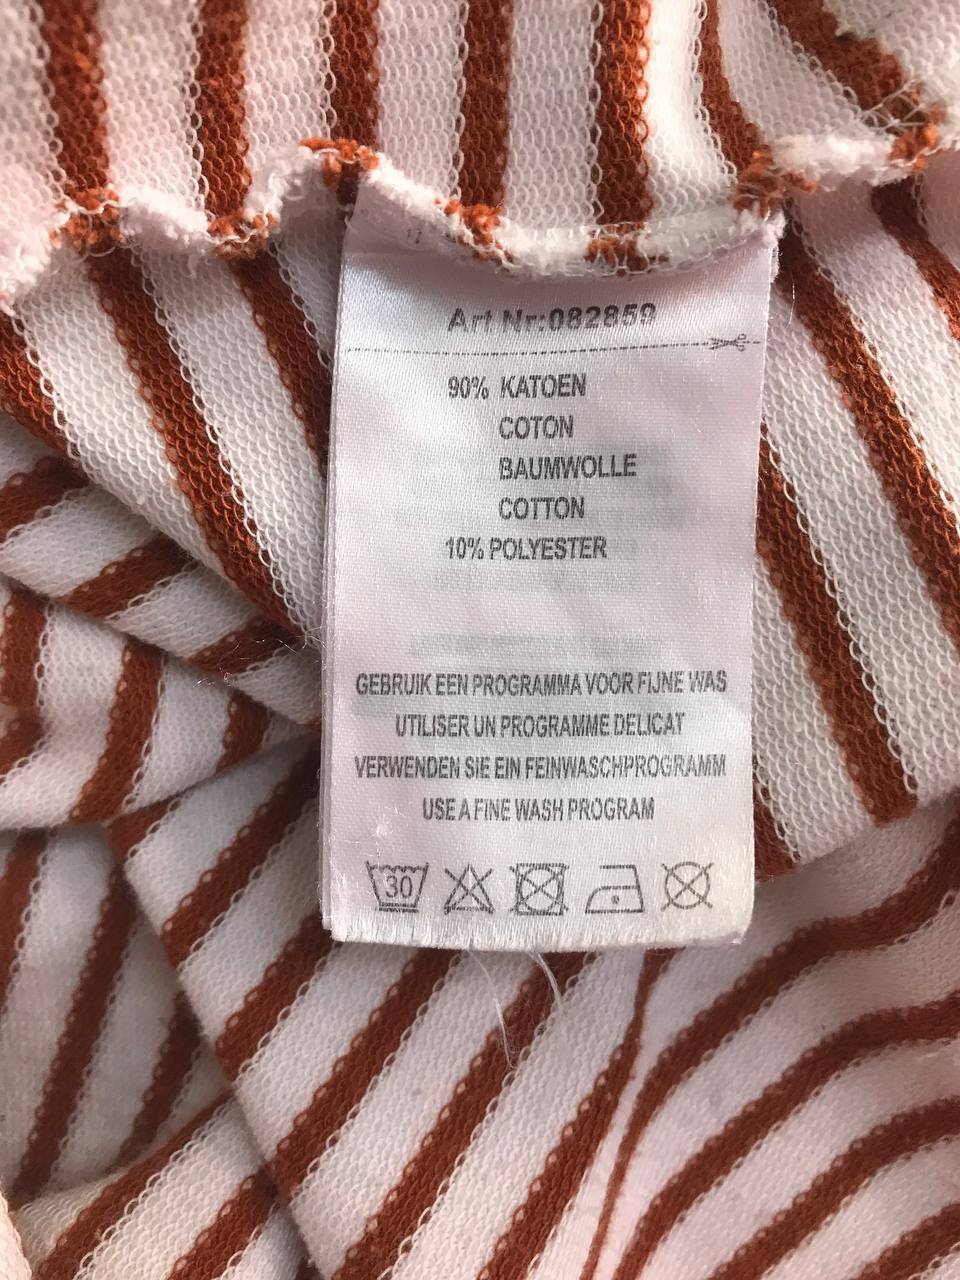 Art Nr:082859
90% KATOEN
COTON
BAUMWOLLE
COTTON
10% POLYESTER
GEBRUIK EEN PROGRAMMA VOOR FIJNE WAS
UTILISER UN PROGRAMME DELICAT
VERWENDEN SIE EIN FEINWASCHPROGRAMM
USE A FINE WASH PROGRAM
30